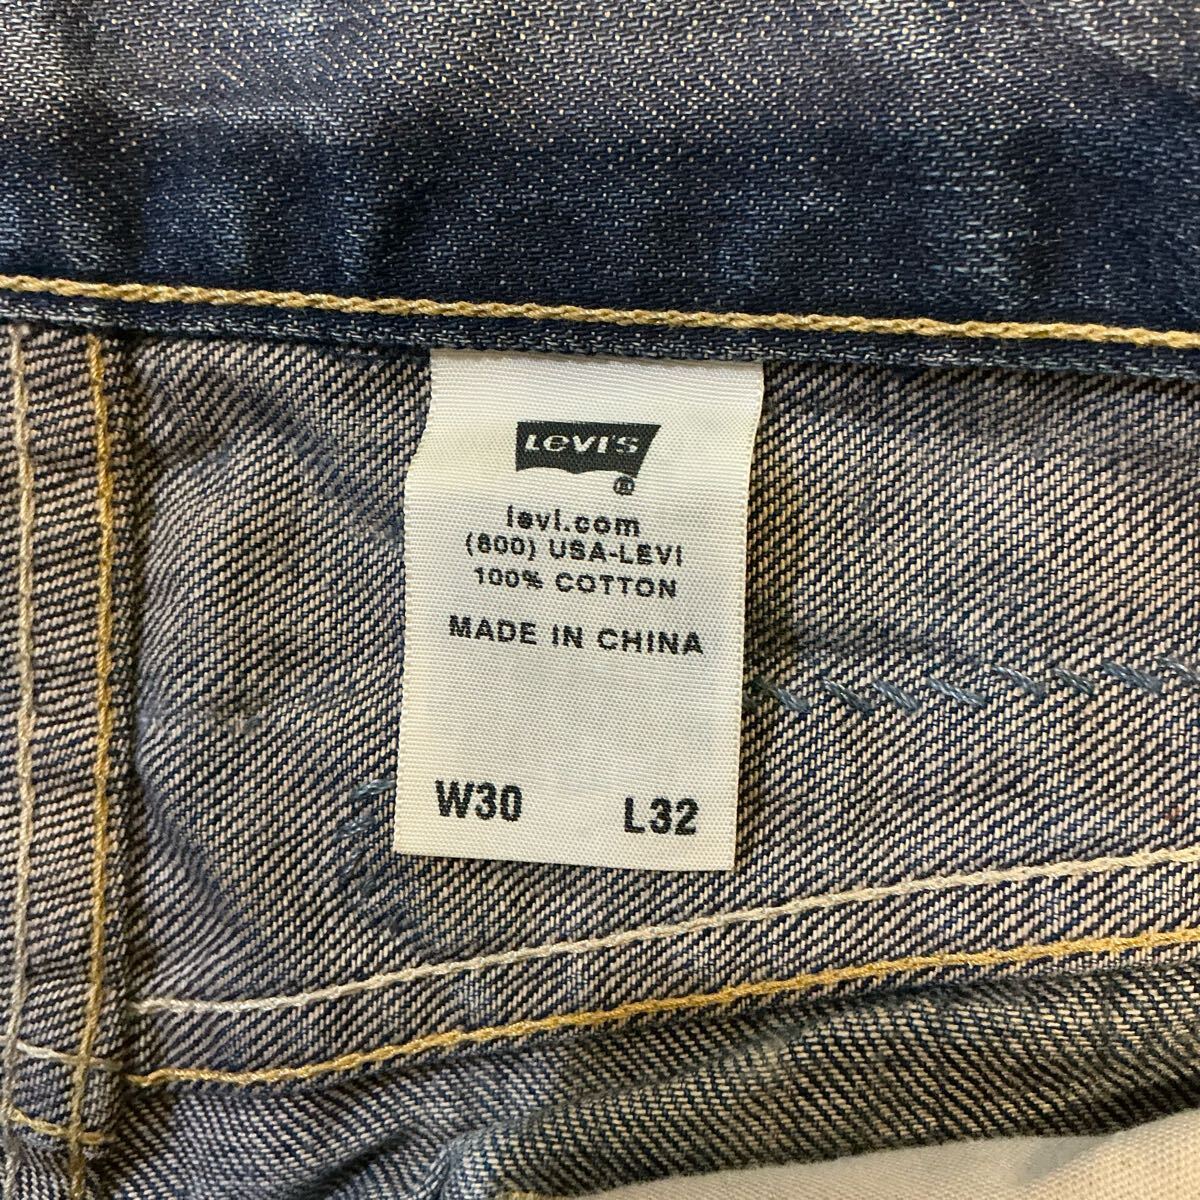 LEVI'S
®
levi.com
(800) USA-LEVI
100% COTTON
MADE IN CHINA
W30 L32